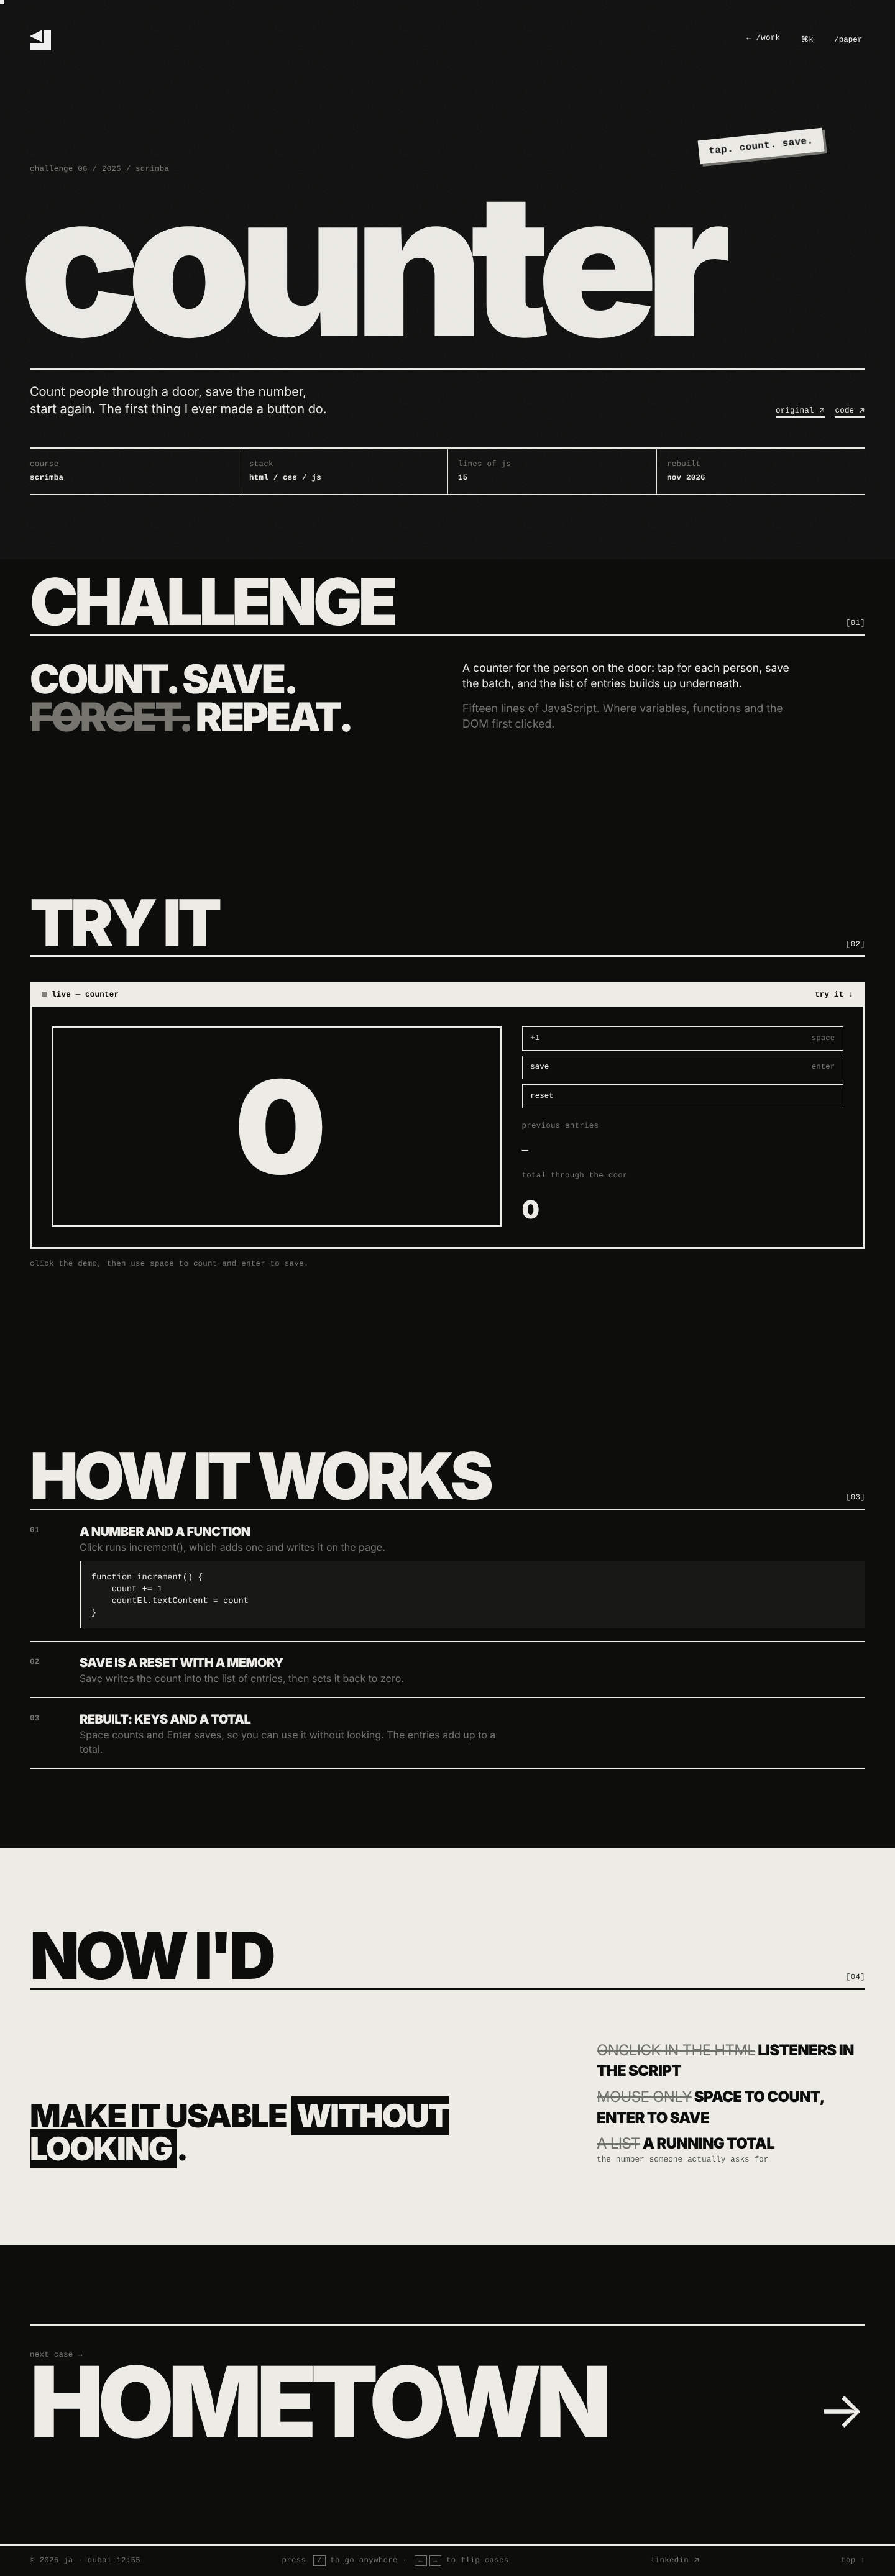 ← /work
⌘k
/paper
tap. count. save.
challenge 06 / 2025 / scrimba
counter
Count people through a door, save the number,
start again. The first thing I ever made a button do.
original ↗ code ↗
course
scrimba
stack
html / css / js
lines of js
15
rebuilt
nov 2026
CHALLENGE
[01]
COUNT. SAVE.
FORGET. REPEAT.
A counter for the person on the door: tap for each person, save
the batch, and the list of entries builds up underneath.
Fifteen lines of JavaScript. Where variables, functions and the
DOM first clicked.
TRY IT
[02]
live — counter
try it ↓
0
+1 space
save enter
reset
previous entries
—
total through the door
0
click the demo, then use space to count and enter to save.
HOW IT WORKS
[03]
01
A NUMBER AND A FUNCTION
Click runs increment(), which adds one and writes it on the page.
function increment() {
    count += 1
    countEl.textContent = count
}
02
SAVE IS A RESET WITH A MEMORY
Save writes the count into the list of entries, then sets it back to zero.
03
REBUILT: KEYS AND A TOTAL
Space counts and Enter saves, so you can use it without looking. The entries add up to a
total.
NOW I'D
[04]
MAKE IT USABLE WITHOUT
LOOKING.
ONCLICK IN THE HTML LISTENERS IN
THE SCRIPT
MOUSE ONLY SPACE TO COUNT,
ENTER TO SAVE
A LIST A RUNNING TOTAL
the number someone actually asks for
next case →
HOMETOWN
→
© 2026 ja · dubai 12:55
press / to go anywhere · ← → to flip cases
linkedin ↗
top ↑